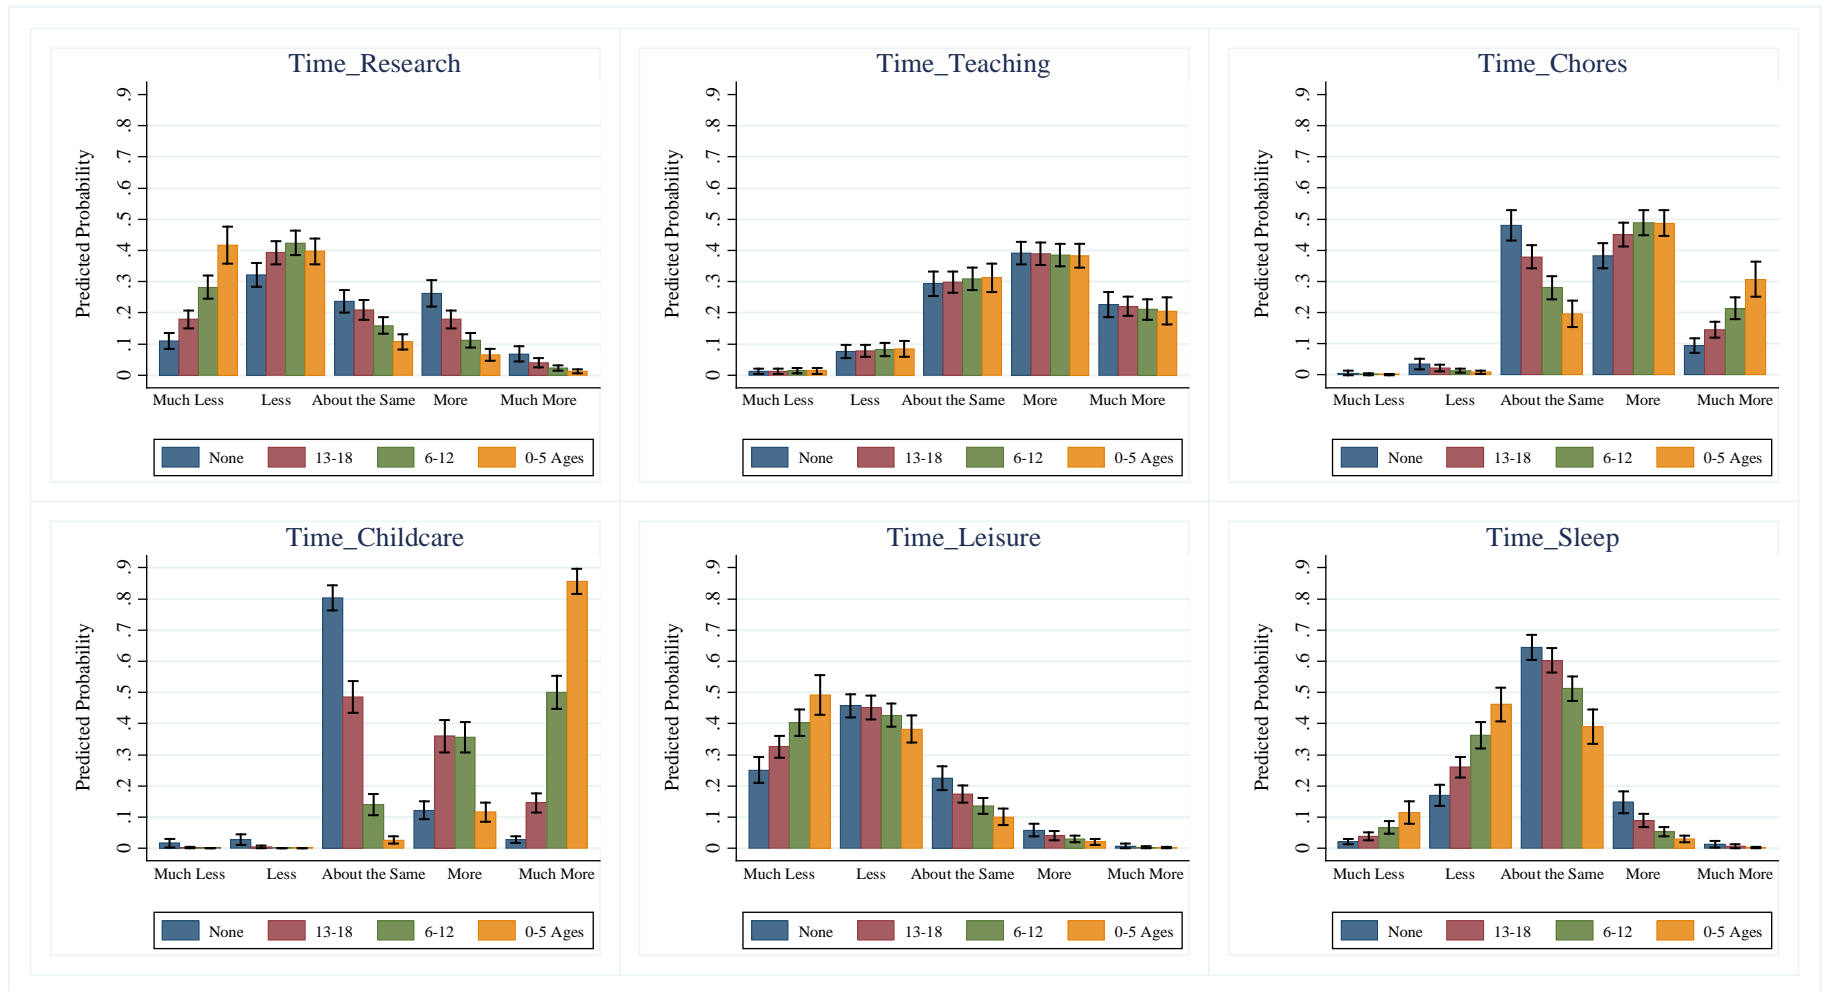 Time_Research
Predicted Probability
.9
.8
.7
.6
.5
.4
.3
.2
.1
0
Much Less Less About the Same More Much More
None 13-18 6-12 0-5 Ages
Time_Teaching
Predicted Probability
.9
.8
.7
.6
.5
.4
.3
.2
.1
0
Much Less Less About the Same More Much More
None 13-18 6-12 0-5 Ages
Time_Chores
Predicted Probability
.9
.8
.7
.6
.5
.4
.3
.2
.1
0
Much Less Less About the Same More Much More
None 13-18 6-12 0-5 Ages
Time_Childcare
Predicted Probability
.9
.8
.7
.6
.5
.4
.3
.2
.1
0
Much Less Less About the Same More Much More
None 13-18 6-12 0-5 Ages
Time_Leisure
Predicted Probability
.9
.8
.7
.6
.5
.4
.3
.2
.1
0
Much Less Less About the Same More Much More
None 13-18 6-12 0-5 Ages
Time_Sleep
Predicted Probability
.9
.8
.7
.6
.5
.4
.3
.2
.1
0
Much Less Less About the Same More Much More
None 13-18 6-12 0-5 Ages